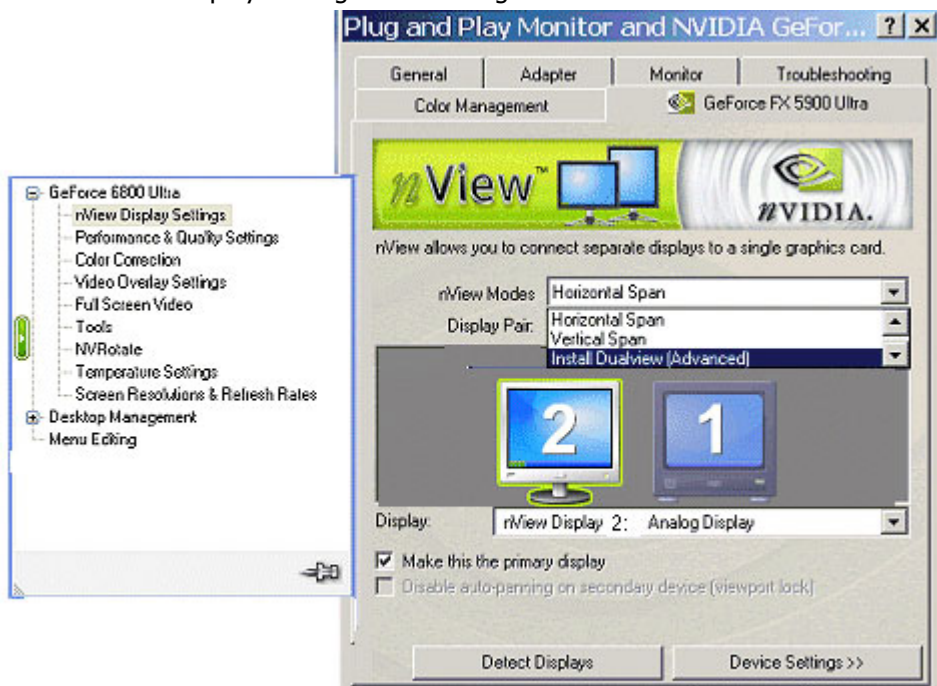 Plug and Play Monitor and NVIDIA GeFor...
General
Adapter
Monitor
Troubleshooting
Color Management
GeForce FX 5900 Ultra
nView™
nVIDIA.
nView allows you to connect separate displays to a single graphics card.
nView Modes
Horizontal Span
Display Pair:
Horizontal Span
Vertical Span
Install Dualview (Advanced)
2
1
Display:
nView Display 2: Analog Display
Make this the primary display
Disable auto-panning on secondary device (viewport lock)
Detect Displays
Device Settings >>
GeForce 6800 Ultra
nView Display Settings
Performance & Quality Settings
Color Correction
Video Overlay Settings
Full Screen Video
Tools
NVRotate
Temperature Settings
Screen Resolutions & Refresh Rates
Desktop Management
Menu Editing